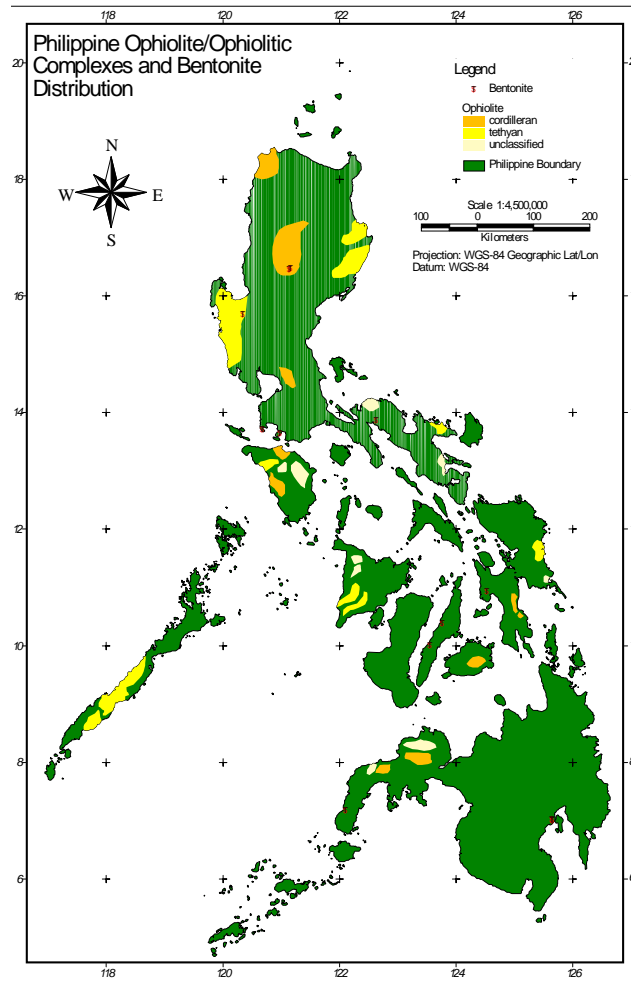 118 120 122 124 126
Philippine Ophiolite/Ophiolitic
Complexes and Bentonite
Distribution
20 2
Legend
Bentonite
Ophiolite
cordilleran
tethyan
unclassified
Philippine Boundary
N
W E
S
18
Scale 1:4,500,000
100 0 100 200
Kilometers
Projection: WGS-84 Geographic Lat/Lon
Datum: WGS-84
16
14
12
10
8 8
6
118 120 122 124 126